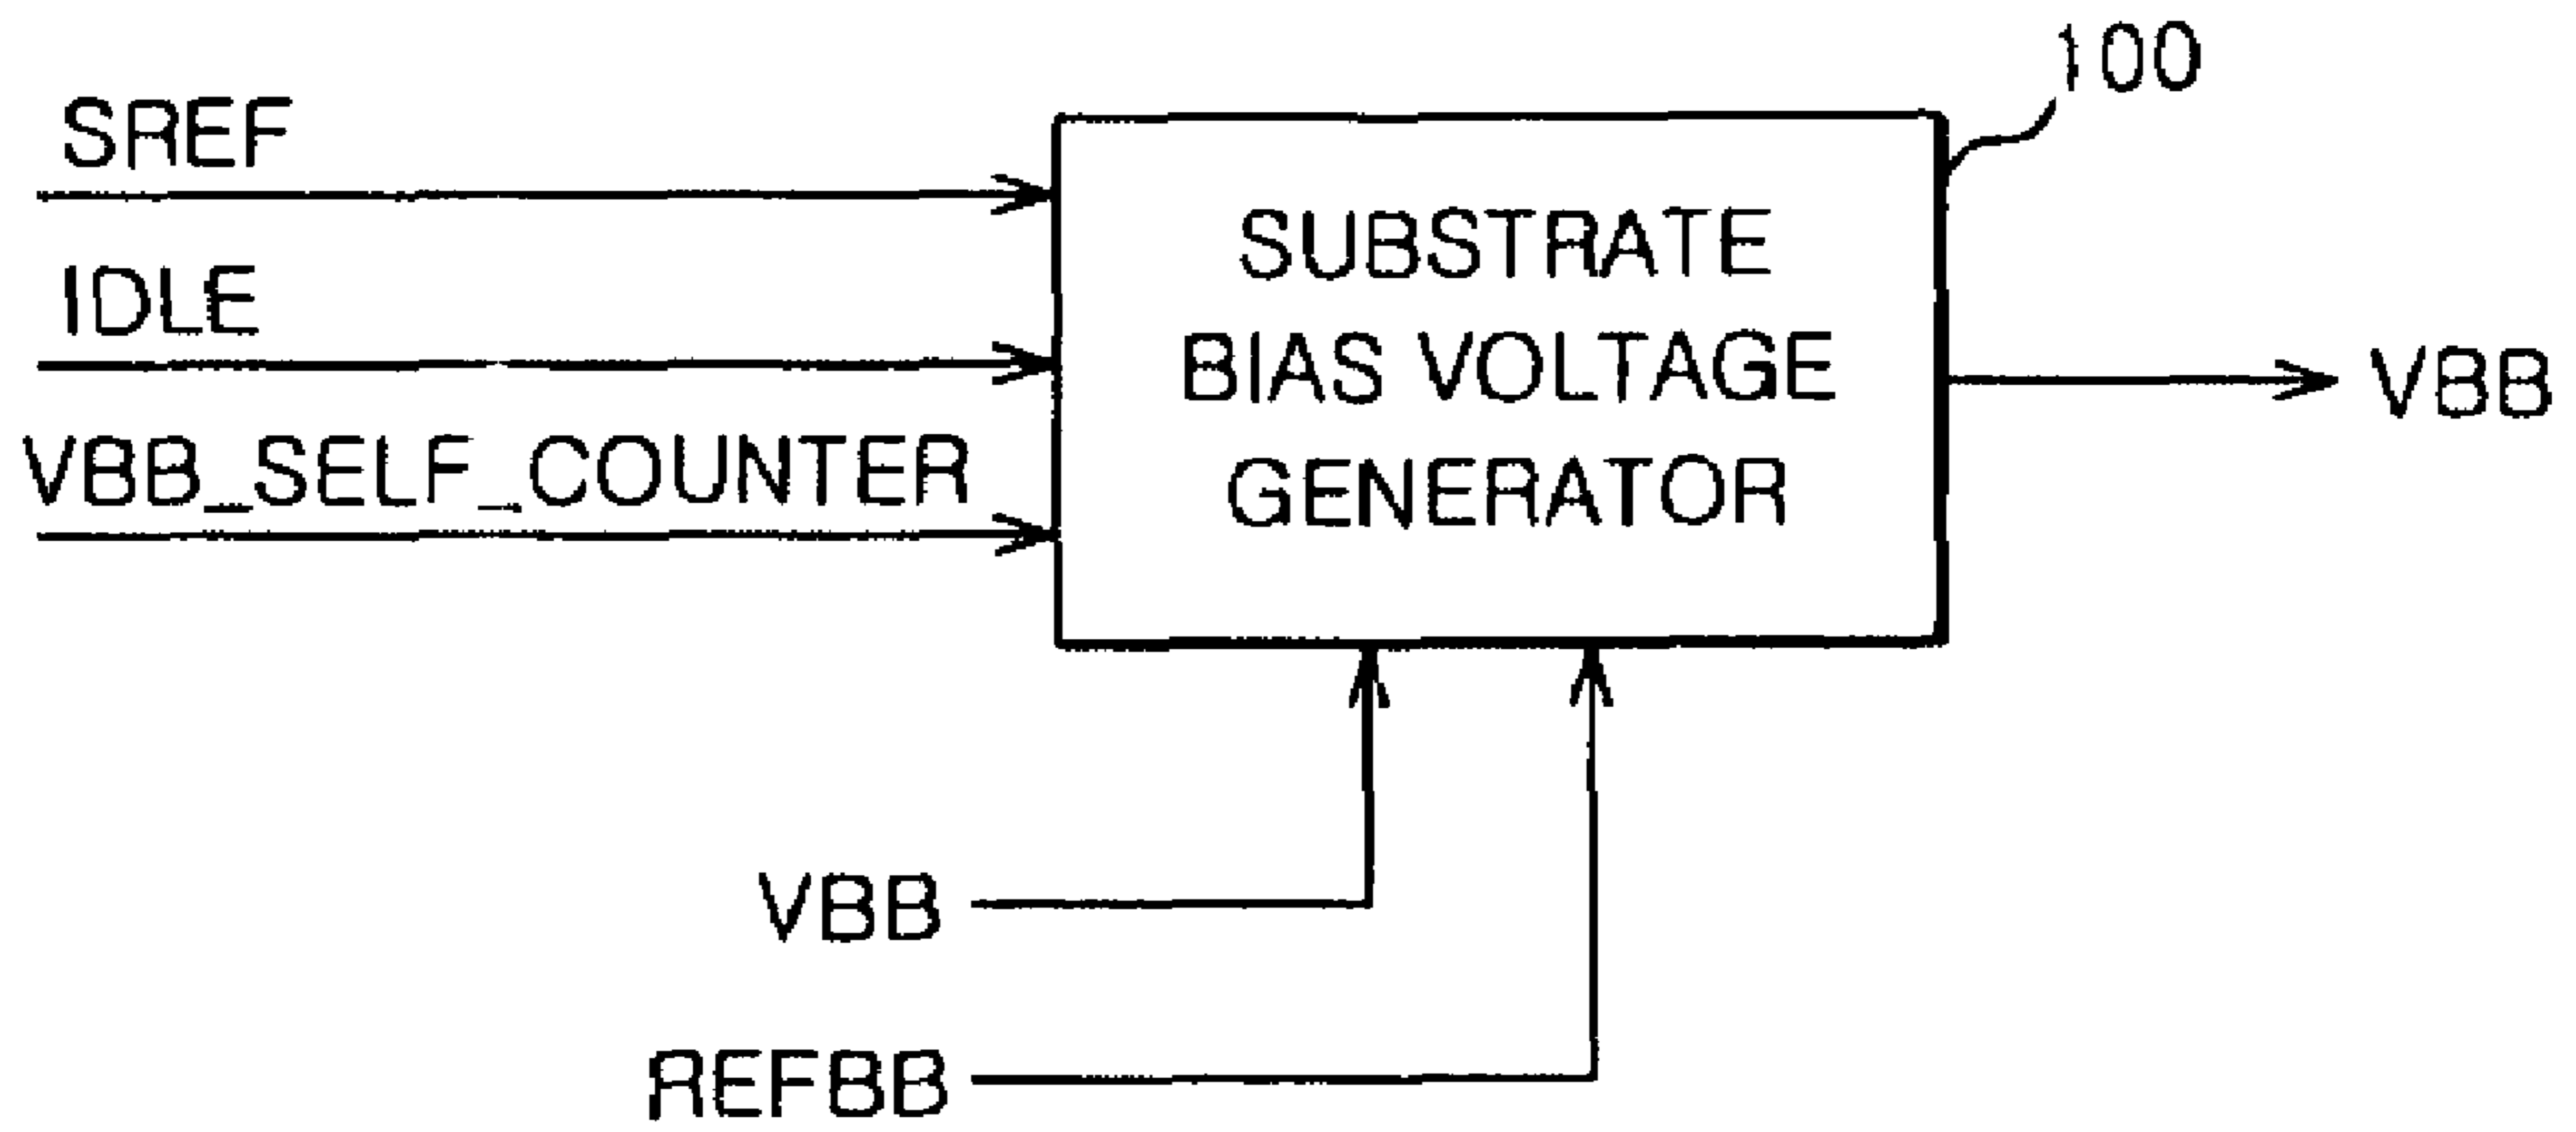 100
SREF
SUBSTRATE
IDLE
BIAS VOLTAGE
VBB
VBB_SELF_COUNTER
GENERATOR
VBB
REFBB